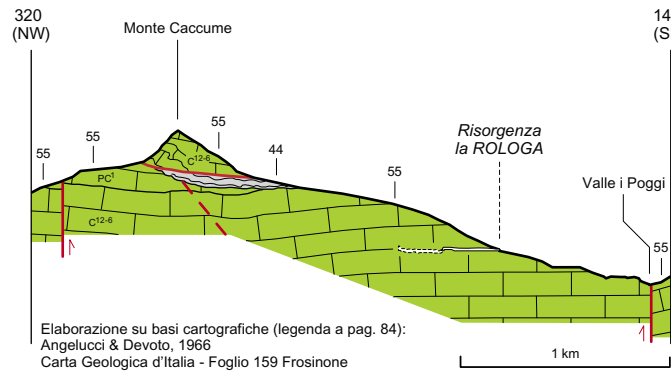 320
(NW)
14
(S
Monte Caccume
55
55
55
44
55
C12-6
PC1
C12-6
Risorgenza
la ROLOGA
Valle i Poggi
55
Elaborazione su basi cartografiche (legenda a pag. 84):
Angelucci & Devoto, 1966
Carta Geologica d'Italia - Foglio 159 Frosinone
1 km